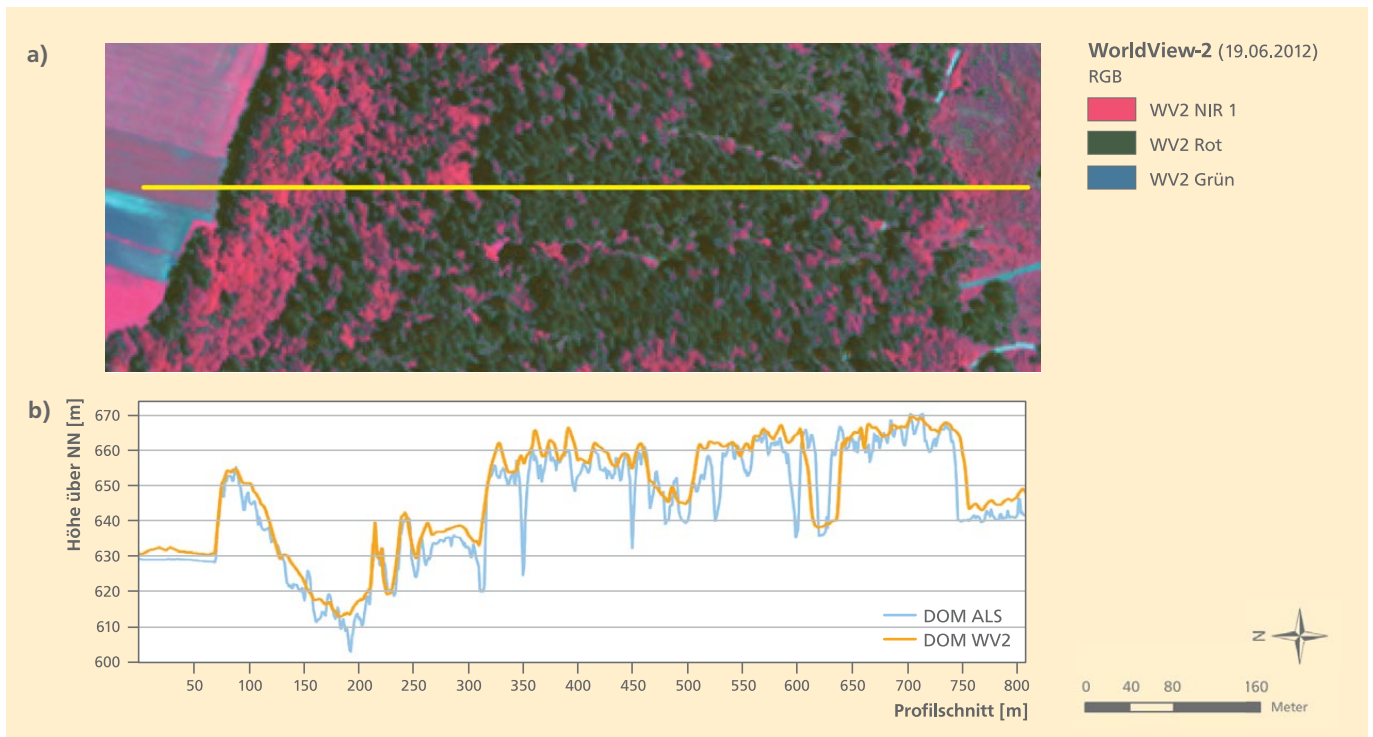 a)
WorldView-2 (19.06.2012)
RGB
WV2 NIR 1
WV2 Rot
WV2 Grün
b)
Höhe über NN [m]
670
660
650
640
630
620
610
600
DOM ALS
DOM WV2
50 100 150 200 250 300 350 400 450 500 550 600 650 700 750 800
Profilschnitt [m]
N
0 40 80 160
Meter